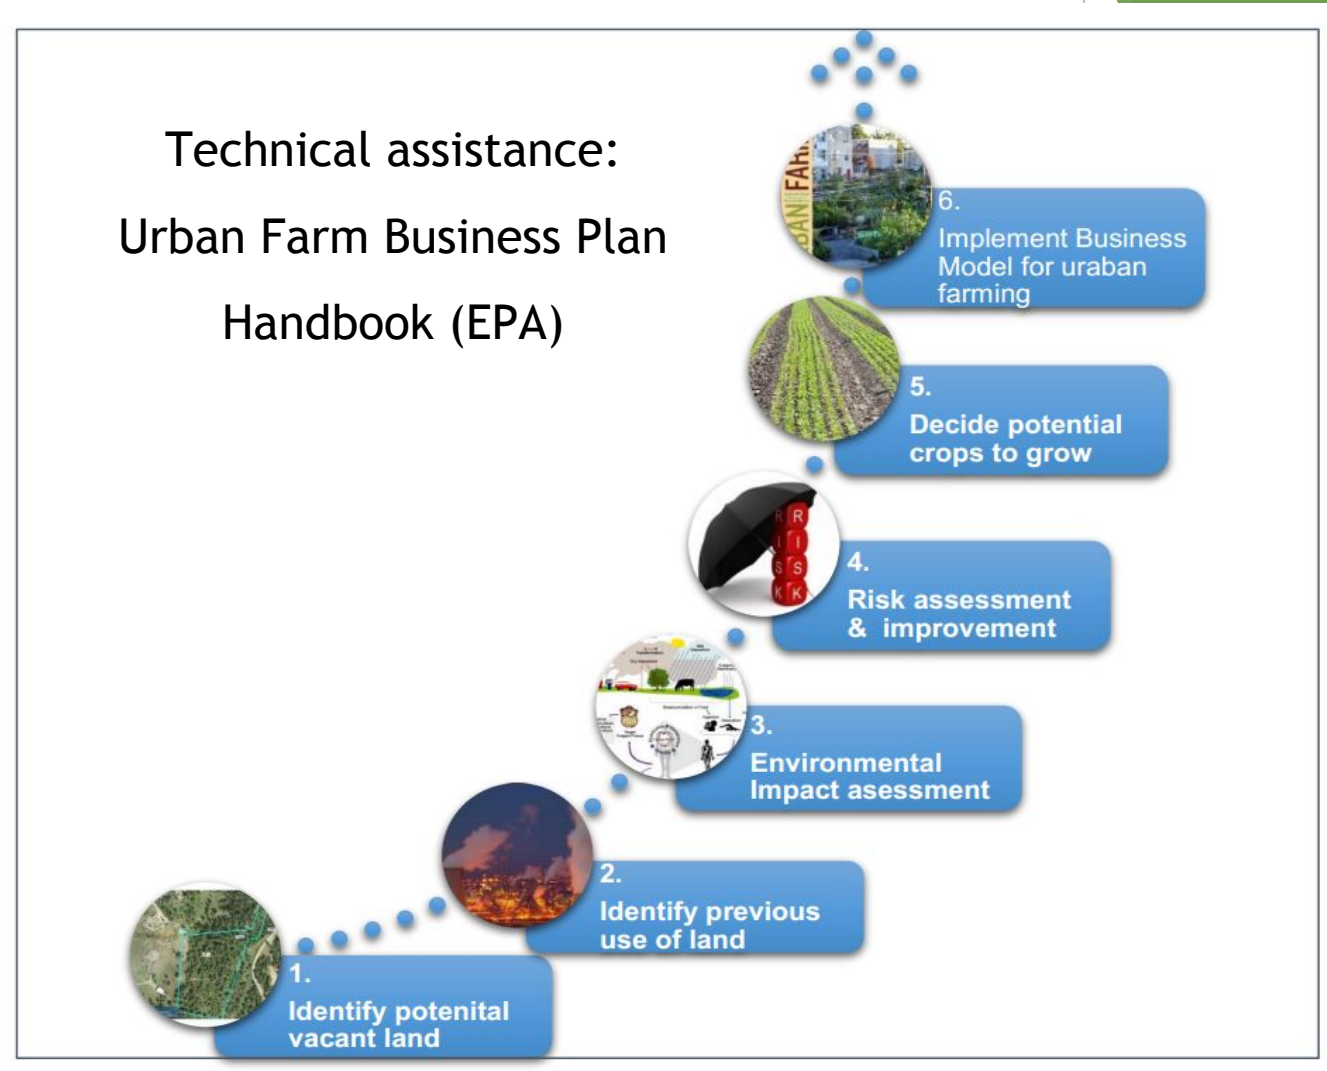 Technical assistance:
Urban Farm Business Plan
Handbook (EPA)
6.
Implement Business
Model for uraban
farming
5.
Decide potential
crops to grow
4.
Risk assessment
& improvement
3.
Environmental
Impact asessment
2.
Identify previous
use of land
1.
Identify potenital
vacant land
FAR
BAN
R R
I I
S S
K K